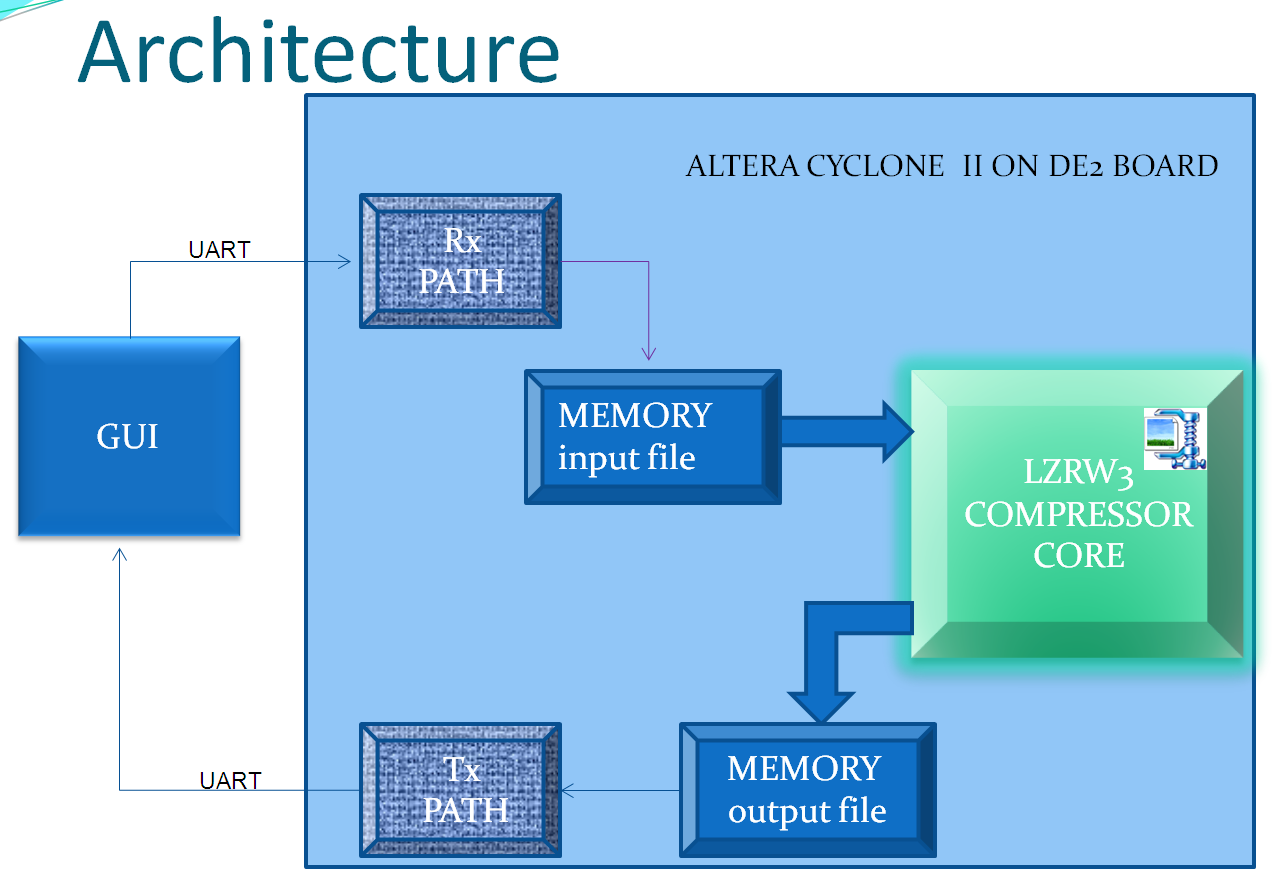 Architecture
ALTERA CYCLONE II ON DE2 BOARD
UART
Rx
PATH
GUI
MEMORY
input file
LZRW3
COMPRESSOR
CORE
UART
Tx
PATH
MEMORY
output file